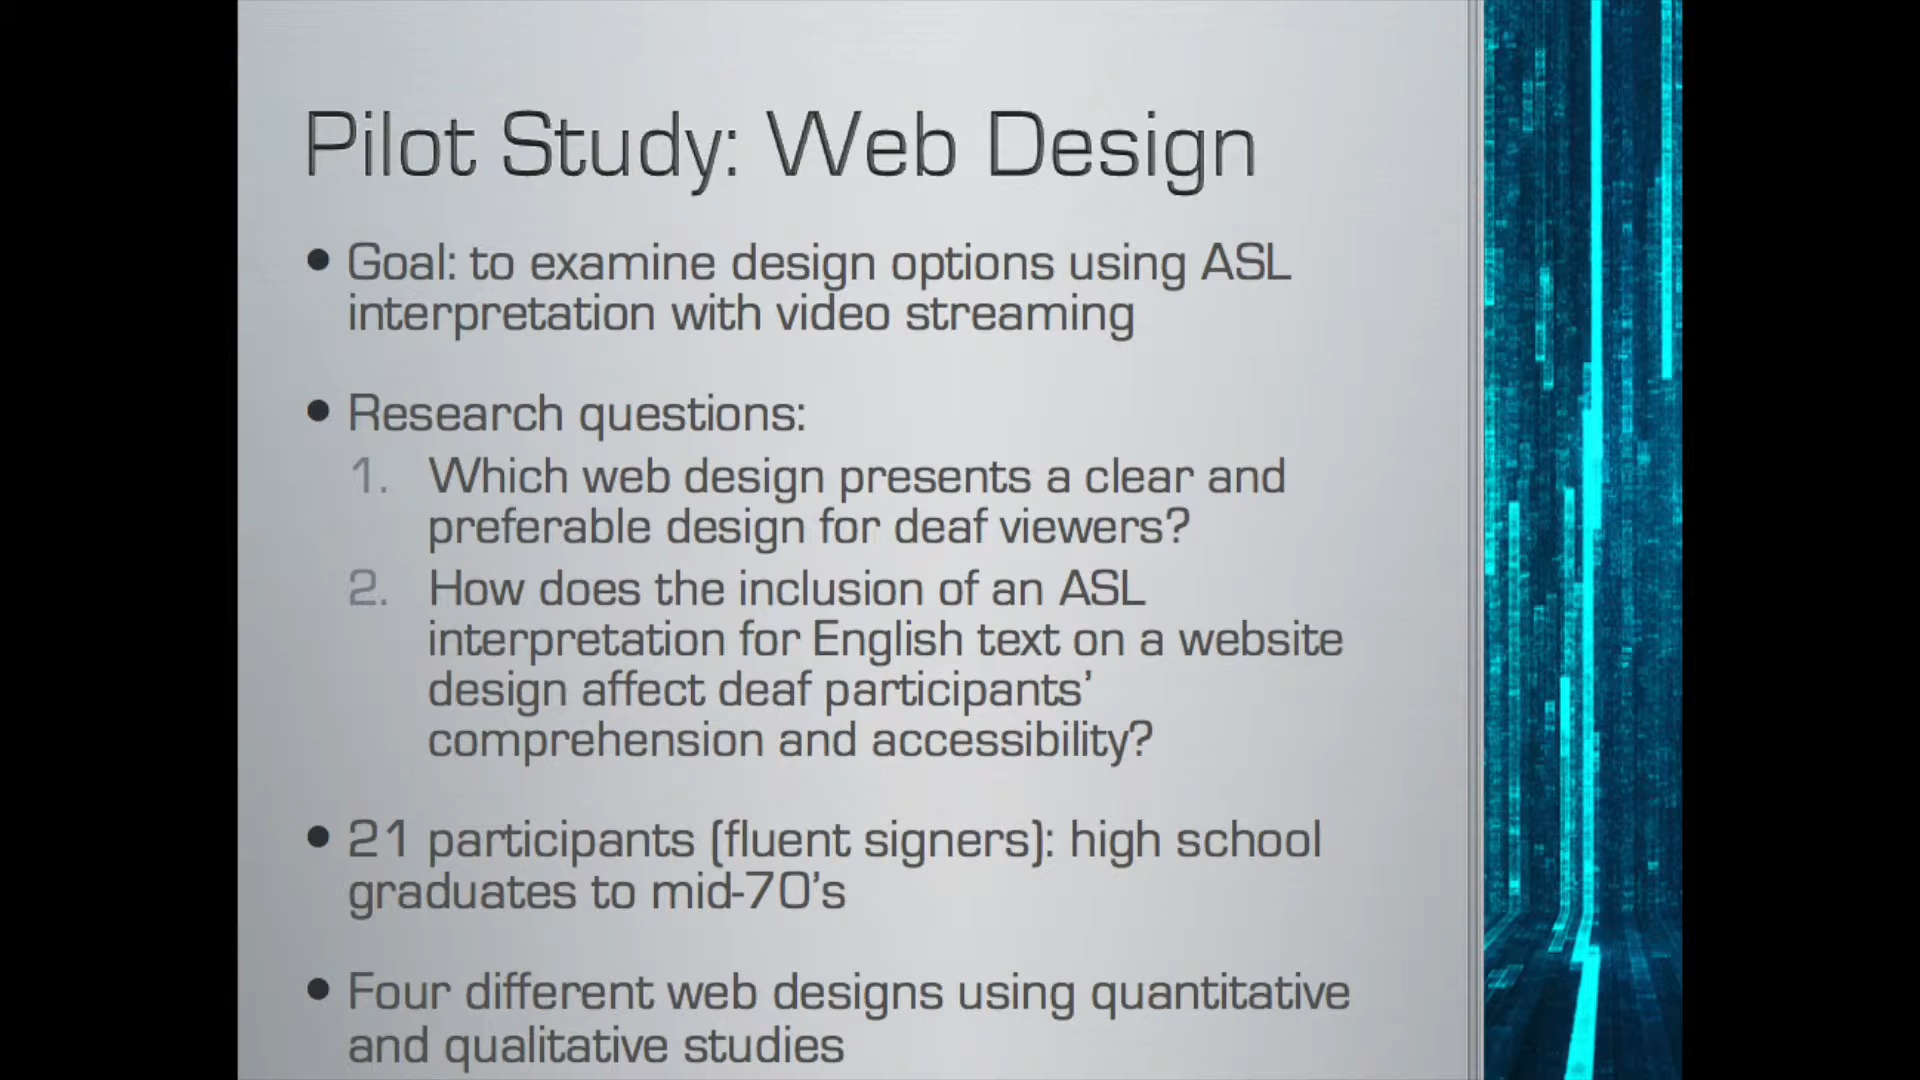 Pilot Study: Web Design
● Goal: to examine design options using ASL
interpretation with video streaming
● Research questions:
1. Which web design presents a clear and
preferable design for deaf viewers?
2. How does the inclusion of an ASL
interpretation for English text on a website
design affect deaf participants’
comprehension and accessibility?
● 21 participants (fluent signers): high school
graduates to mid-70’s
● Four different web designs using quantitative
and qualitative studies